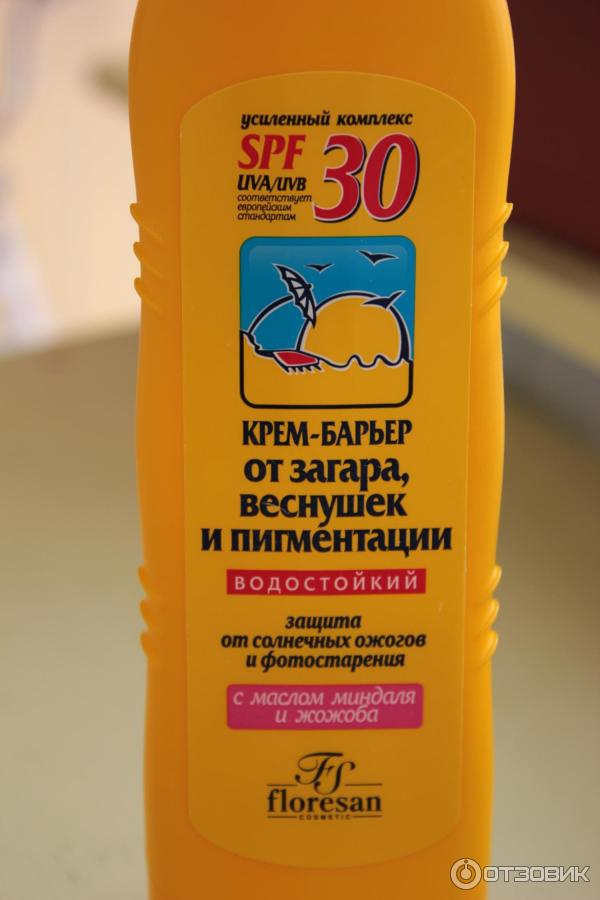 усиленный комплекс
SPF 30
UVA/UVB
соответствует
европейским
стандартам
КРЕМ-БАРЬЕР
от загара,
веснушек
и пигментации
ВОДОСТОЙКИЙ
защита
от солнечных ожогов
и фотостарения
с маслом миндаля
и жожоба
FS
floresan
COSMETIC
ОТЗОВИК